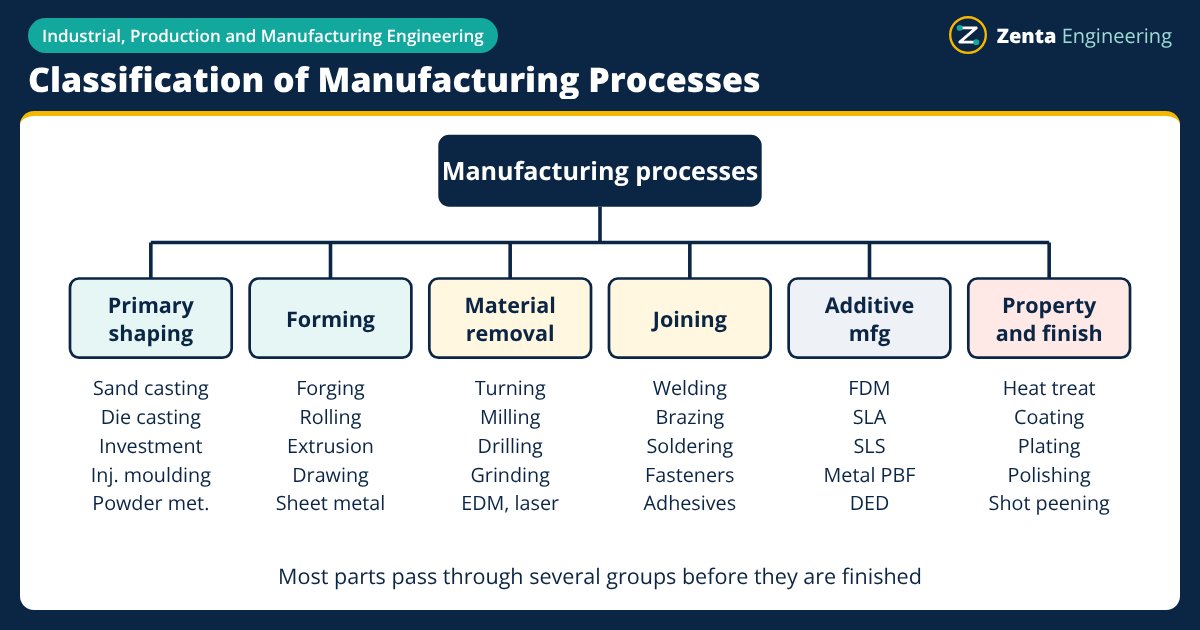 Industrial, Production and Manufacturing Engineering
Zenta Engineering
Classification of Manufacturing Processes
Manufacturing processes
Primary
shaping
Sand casting
Die casting
Investment
Inj. moulding
Powder met.
Forming
Forging
Rolling
Extrusion
Drawing
Sheet metal
Material
removal
Turning
Milling
Drilling
Grinding
EDM, laser
Joining
Welding
Brazing
Soldering
Fasteners
Adhesives
Additive
mfg
FDM
SLA
SLS
Metal PBF
DED
Property
and finish
Heat treat
Coating
Plating
Polishing
Shot peening
Most parts pass through several groups before they are finished